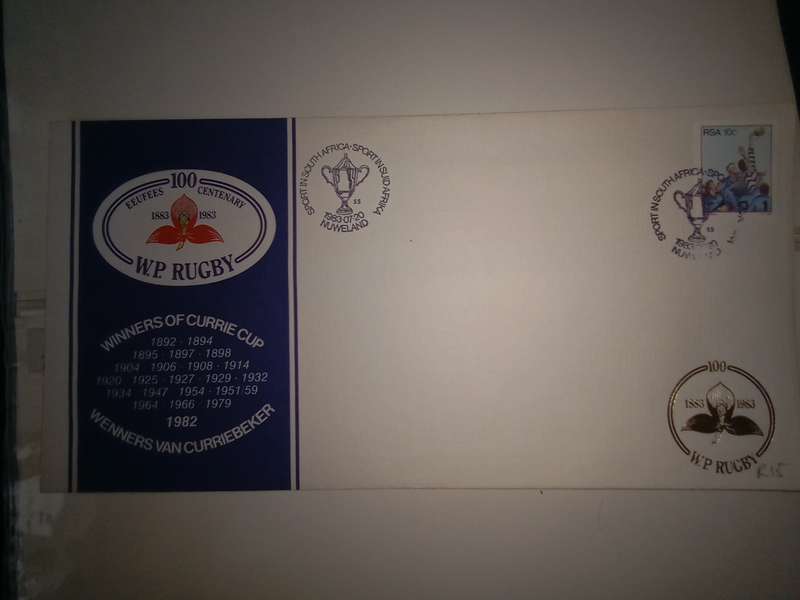 100
EEUFEES CENTENARY
1883 1983
W.P. RUGBY
WINNERS OF CURRIE CUP
1892 · 1894
1895 · 1897 · 1898
1904 · 1906 · 1908 · 1914
1920 · 1925 · 1927 · 1929 · 1932
1934 · 1947 · 1954 · 1951/59
1964 · 1966 · 1979
1982
WENNERS VAN CURRIEBEKER
SPORT IN SOUTH AFRICA · SPORT IN SUID-AFRIKA
1983·07·20
NUWELAND
RSA 10c
SPORT IN SOUTH AFRICA · SPO
100
1883 1983
W.P. RUGBY
R15